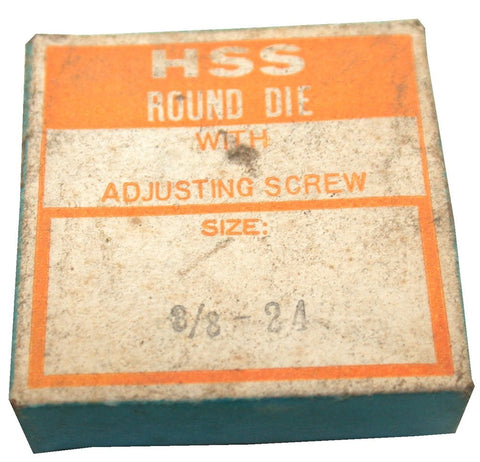 HSS
ROUND DIE
WITH
ADJUSTING SCREW
SIZE:
3/8-24